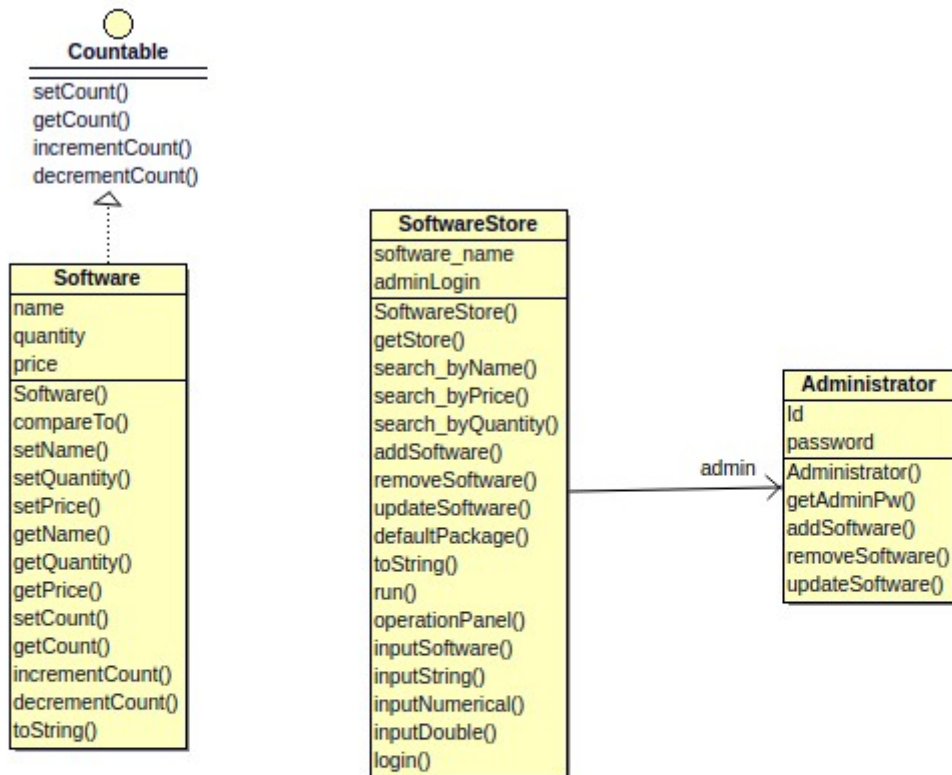 Countable
setCount()
getCount()
incrementCount()
decrementCount()
Software
name
quantity
price
Software()
compareTo()
setName()
setQuantity()
setPrice()
getName()
getQuantity()
getPrice()
setCount()
getCount()
incrementCount()
decrementCount()
toString()
SoftwareStore
software_name
adminLogin
SoftwareStore()
getStore()
search_byName()
search_byPrice()
search_byQuantity()
addSoftware()
removeSoftware()
updateSoftware()
defaultPackage()
toString()
run()
operationPanel()
inputSoftware()
inputString()
inputNumerical()
inputDouble()
login()
admin
Administrator
Id
password
Administrator()
getAdminPw()
addSoftware()
removeSoftware()
updateSoftware()